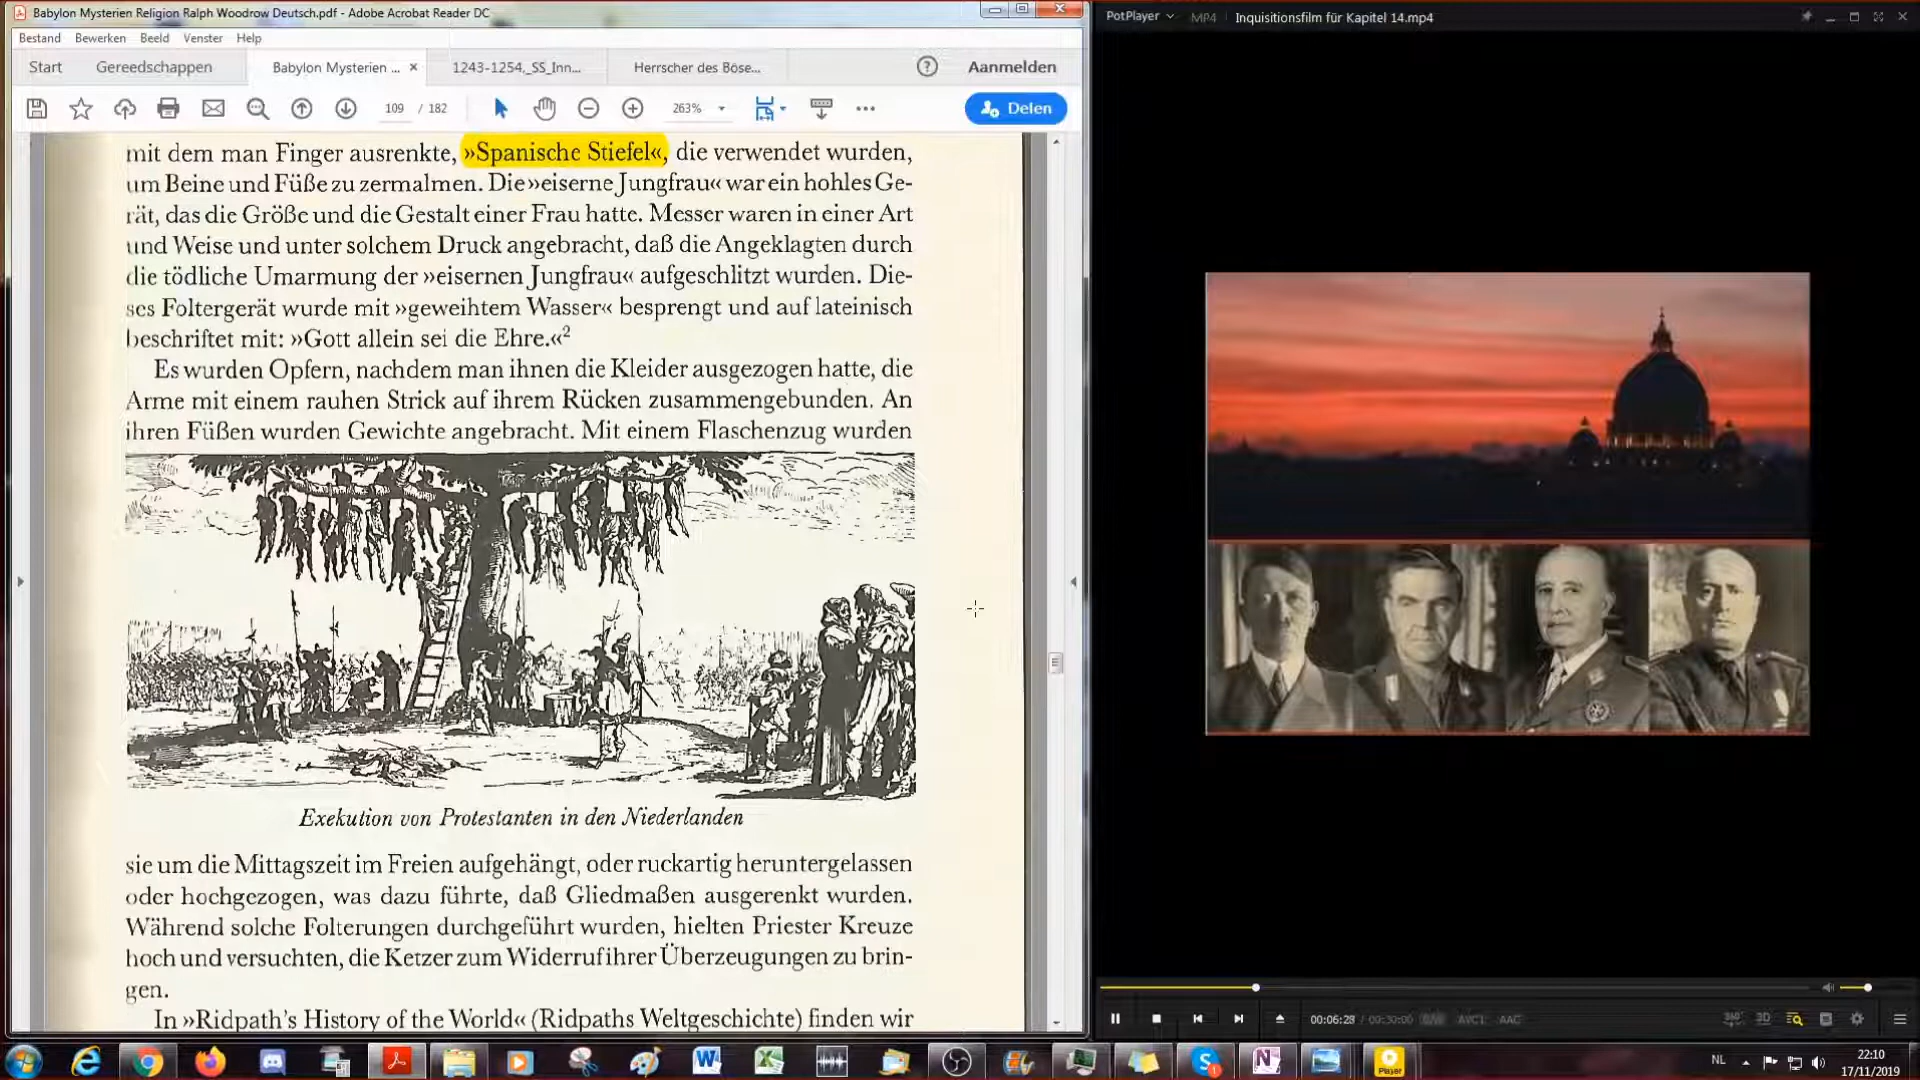 Babylon Mysterien Religion Ralph Woodrow Deutsch.pdf - Adobe Acrobat Reader DC
Bestand Bewerken Beeld Venster Help
Start Gereedschappen Babylon Mysterien ... × 1243-1254,_SS_Inn... Herrscher des Böse... Aanmelden
109 / 182 263% Delen
mit dem man Finger ausrenkte, »Spanische Stiefel«, die verwendet wurden,
um Beine und Füße zu zermalmen. Die »eiserne Jungfrau« war ein hohles Ge-
rät, das die Größe und die Gestalt einer Frau hatte. Messer waren in einer Art
und Weise und unter solchem Druck angebracht, daß die Angeklagten durch
die tödliche Umarmung der »eisernen Jungfrau« aufgeschlitzt wurden. Die-
ses Foltergerät wurde mit »geweihtem Wasser« besprengt und auf lateinisch
beschriftet mit: »Gott allein sei die Ehre.«²
Es wurden Opfern, nachdem man ihnen die Kleider ausgezogen hatte, die
Arme mit einem rauhen Strick auf ihrem Rücken zusammengebunden. An
ihren Füßen wurden Gewichte angebracht. Mit einem Flaschenzug wurden
Exekution von Protestanten in den Niederlanden
sie um die Mittagszeit im Freien aufgehängt, oder ruckartig heruntergelassen
oder hochgezogen, was dazu führte, daß Gliedmaßen ausgerenkt wurden.
Während solche Folterungen durchgeführt wurden, hielten Priester Kreuze
hoch und versuchten, die Ketzer zum Widerruf ihrer Überzeugungen zu brin-
gen.
In »Ridpath's History of the World« (Ridpaths Weltgeschichte) finden wir
PotPlayer MP4 Inquisitionsfilm für Kapitel 14.mp4
00:06:28 / 00:30:00 AVC1 AAC
360° 3D
Player
NL
22:10
17/11/2019